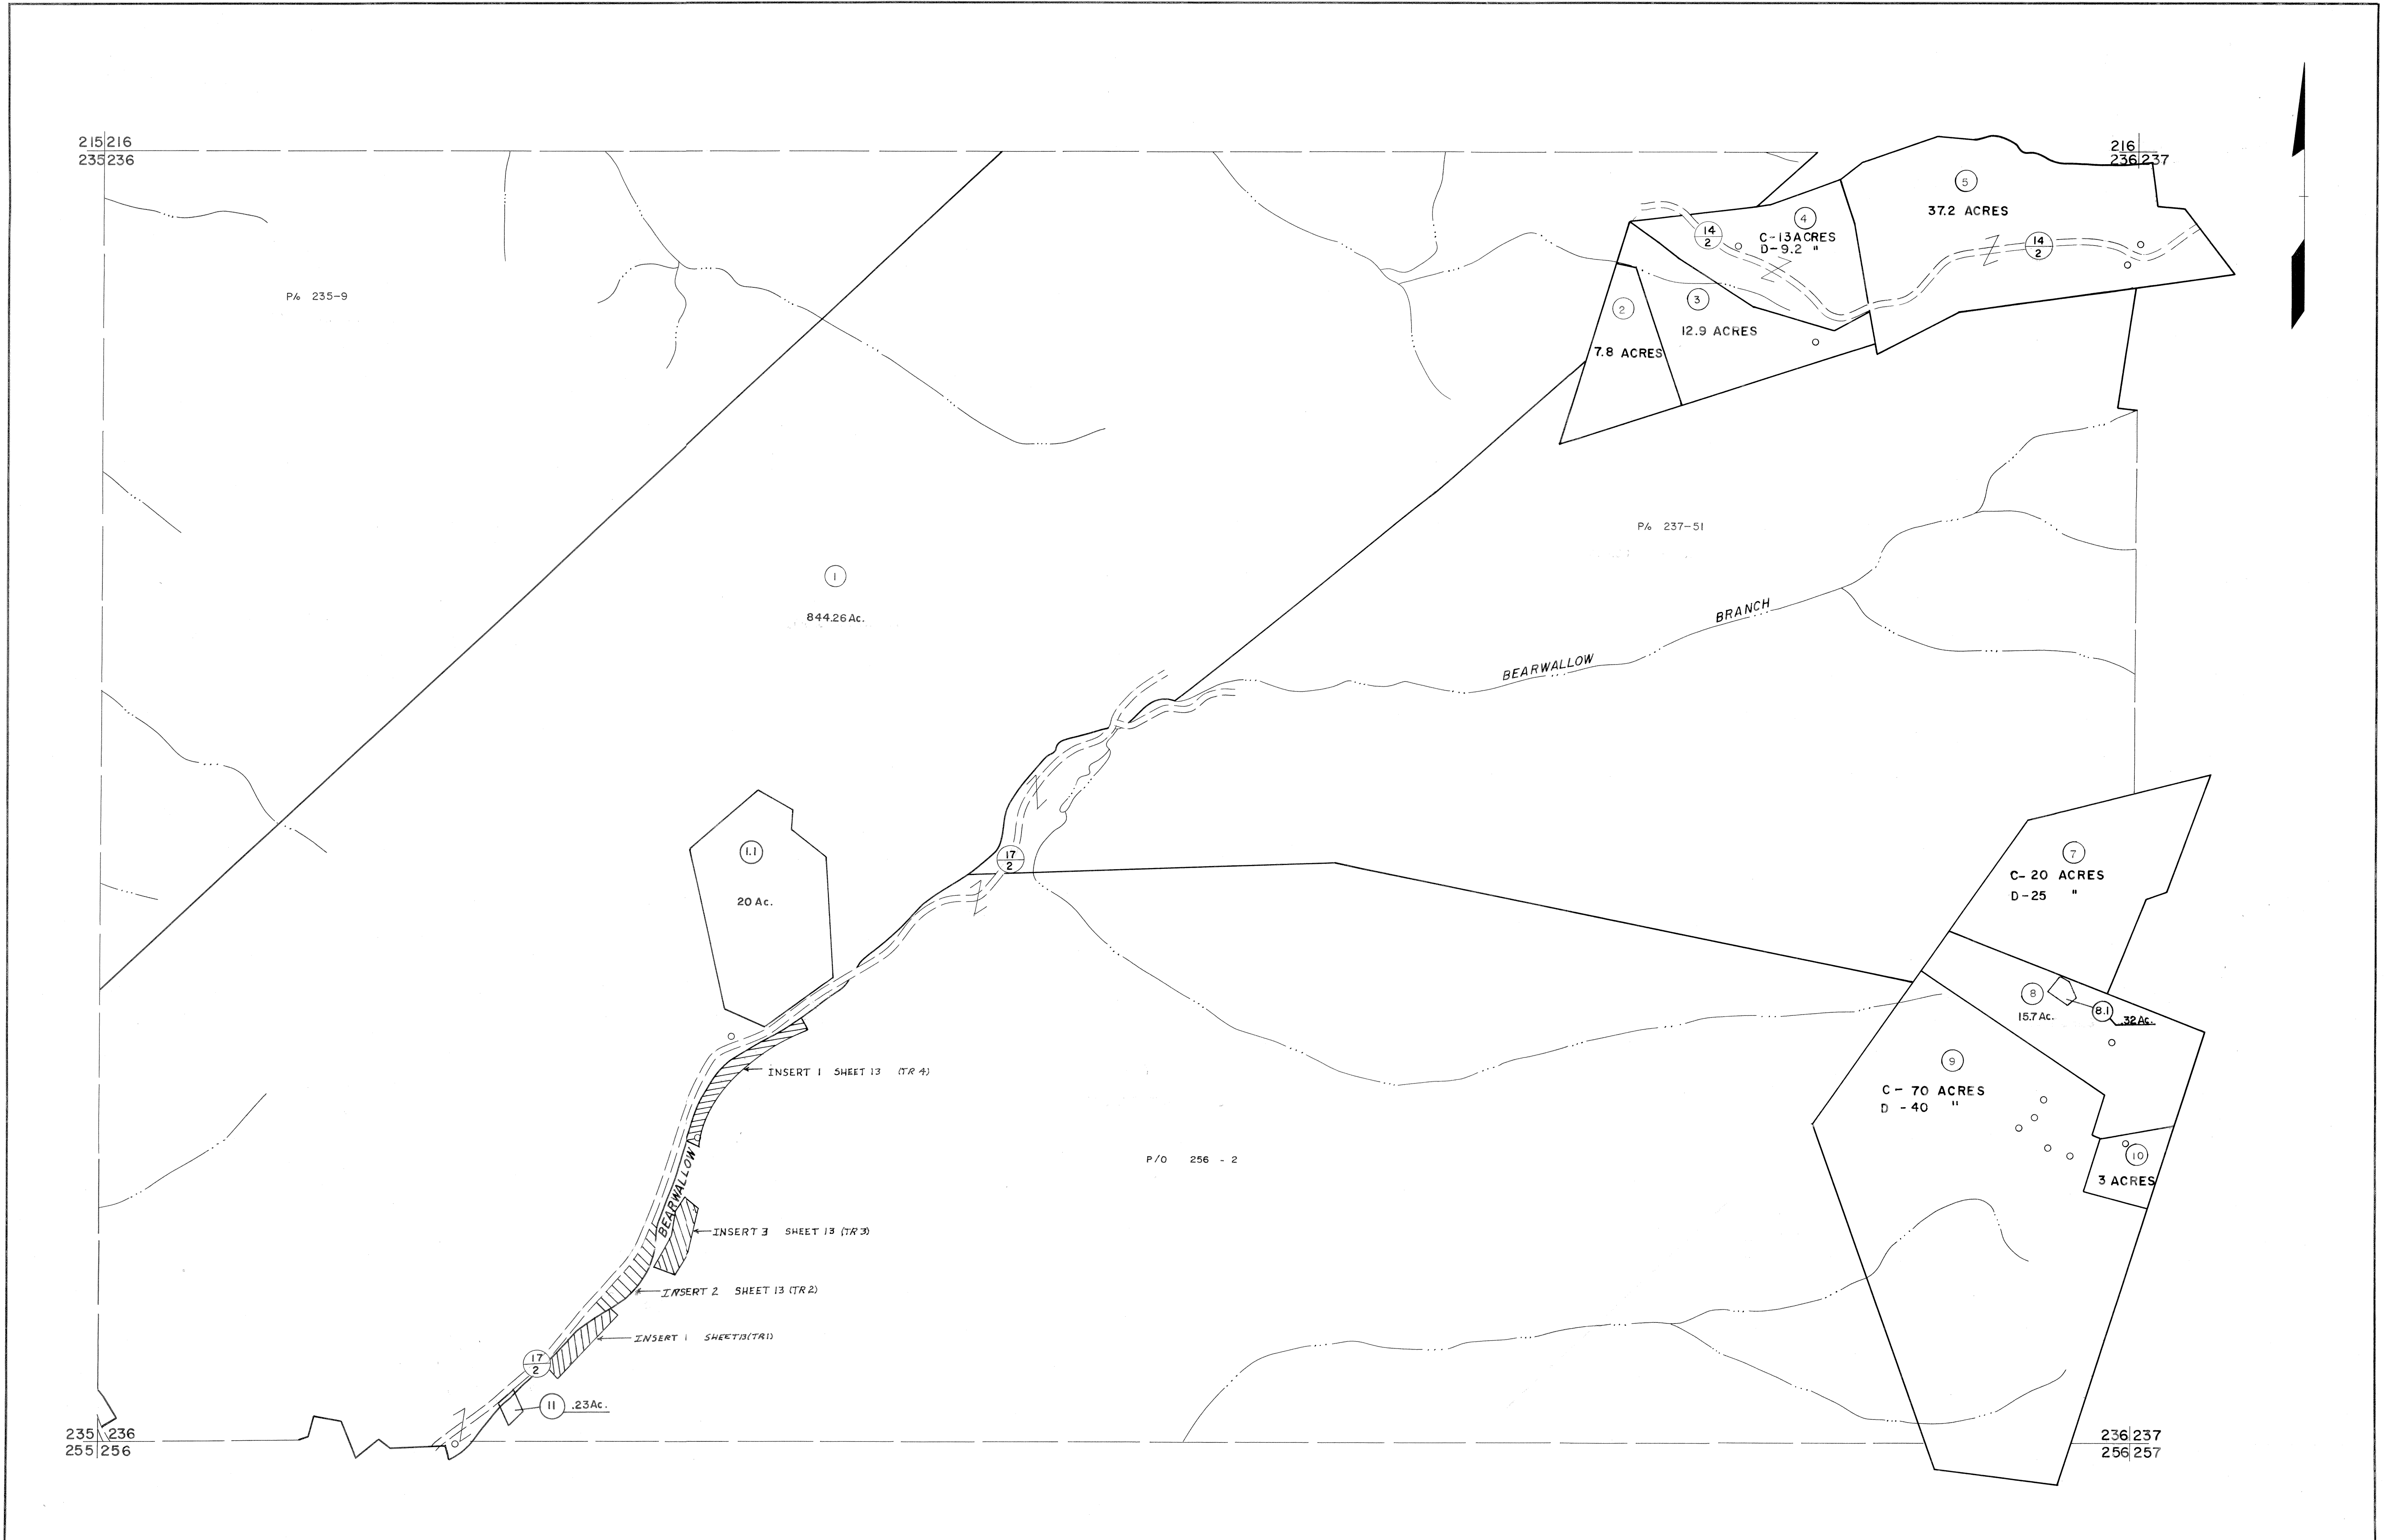 215 216
235 236
216
236 237
5
37.2 ACRES
4
C-13 ACRES
D-9.2 "
14
2
14
2
P/o 235-9
2
3
12.9 ACRES
7.8 ACRES
P/o 237-51
1
844.26 Ac.
BEARWALLOW BRANCH
1.1
20 Ac.
17
2
7
C- 20 ACRES
D-25 "
8
15.7 Ac.
8.1 .32 Ac.
9
C - 70 ACRES
D - 40 "
INSERT 1 SHEET 13 (TR 4)
BEARWALLOW
P/O 256 - 2
10
3 ACRES
INSERT 3 SHEET 13 (TR 3)
INSERT 2 SHEET 13 (TR 2)
INSERT 1 SHEET 13 (TR1)
17
2
11 .23 Ac.
235 236
255 256
236 237
256 257